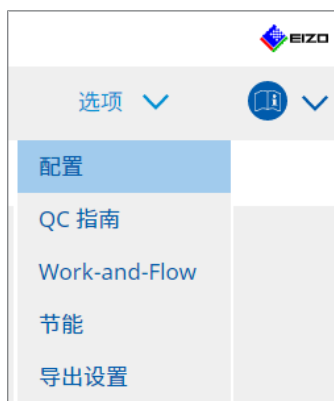 EIZO
选项
配置
QC 指南
Work-and-Flow
节能
导出设置